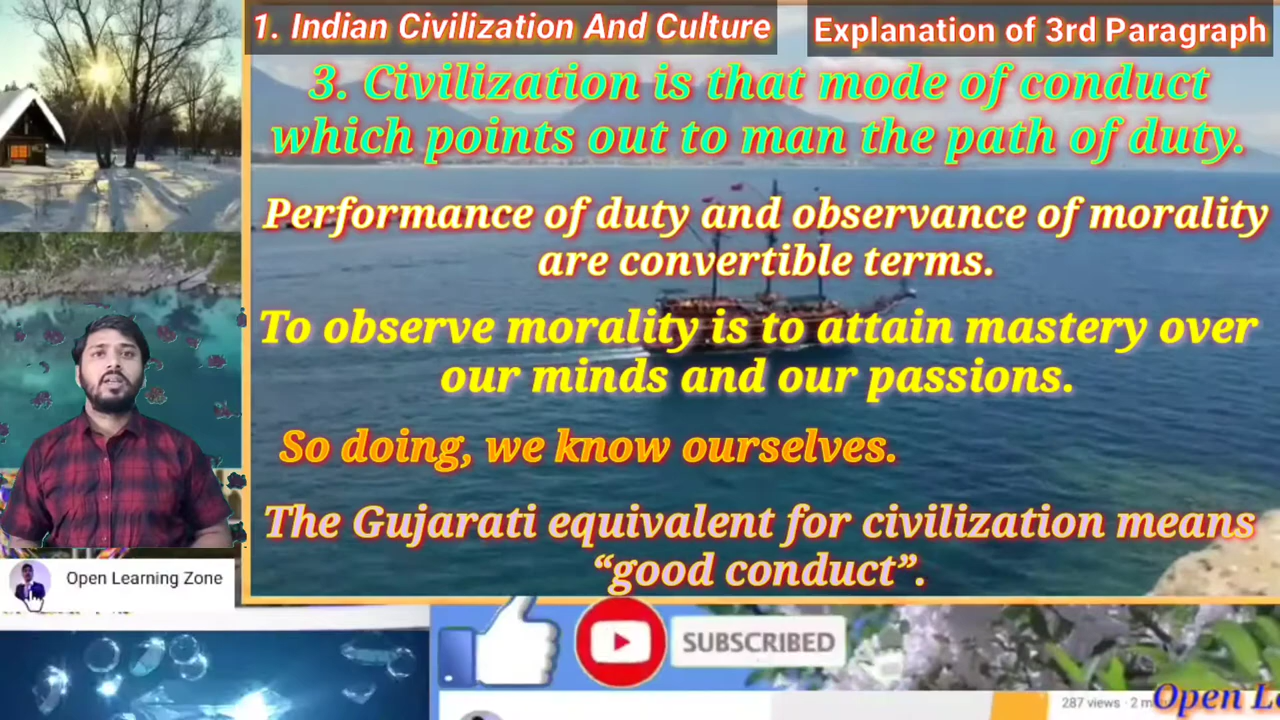 1. Indian Civilization And Culture
Explanation of 3rd Paragraph
3. Civilization is that mode of conduct
which points out to man the path of duty.
Performance of duty and observance of morality
are convertible terms.
To observe morality is to attain mastery over
our minds and our passions.
So doing, we know ourselves.
The Gujarati equivalent for civilization means
“good conduct”.
Open Learning Zone
SUBSCRIBED
287 views · 2 m
Open Le